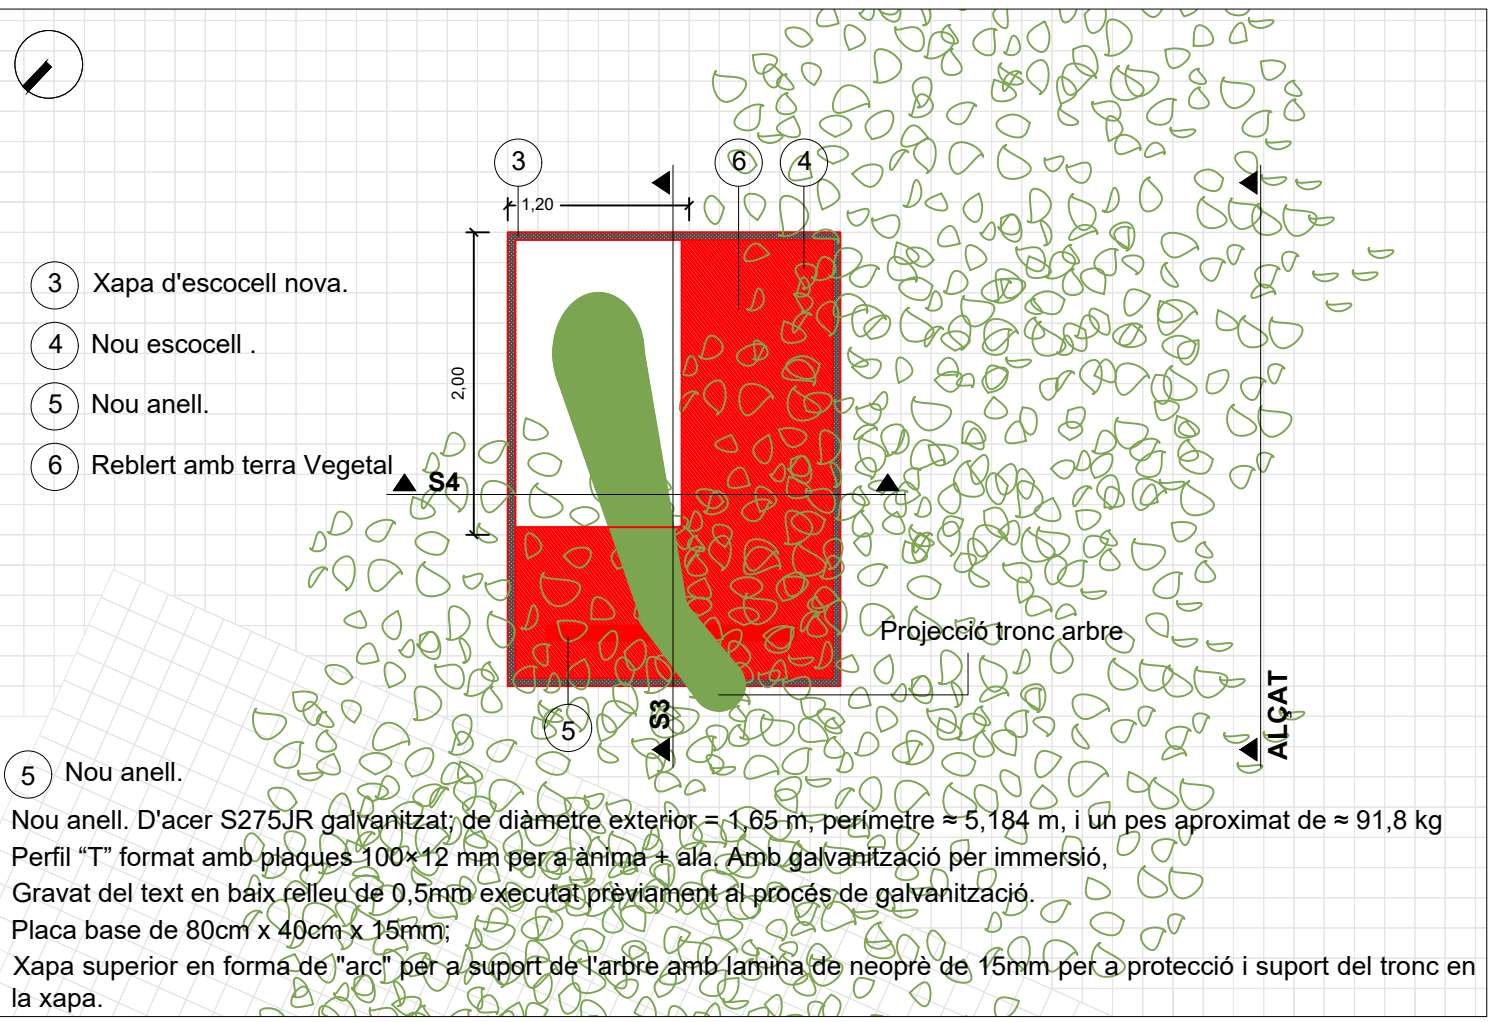 3
6
4
1,20
3 Xapa d'escocell nova.
4 Nou escocell .
5 Nou anell.
6 Reblert amb terra Vegetal
2,00
S4
Projecció tronc arbre
S3
ALÇAT
5
5 Nou anell.
Nou anell. D'acer S275JR galvanitzat; de diàmetre exterior = 1,65 m, perímetre ≈ 5,184 m, i un pes aproximat de ≈ 91,8 kg
Perfil “T” format amb plaques 100×12 mm per a ànima + ala. Amb galvanització per immersió,
Gravat del text en baix relleu de 0,5mm executat prèviament al procés de galvanització.
Placa base de 80cm x 40cm x 15mm;
Xapa superior en forma de "arc" per a suport de l'arbre amb lamina de neoprè de 15mm per a protecció i suport del tronc en
la xapa.